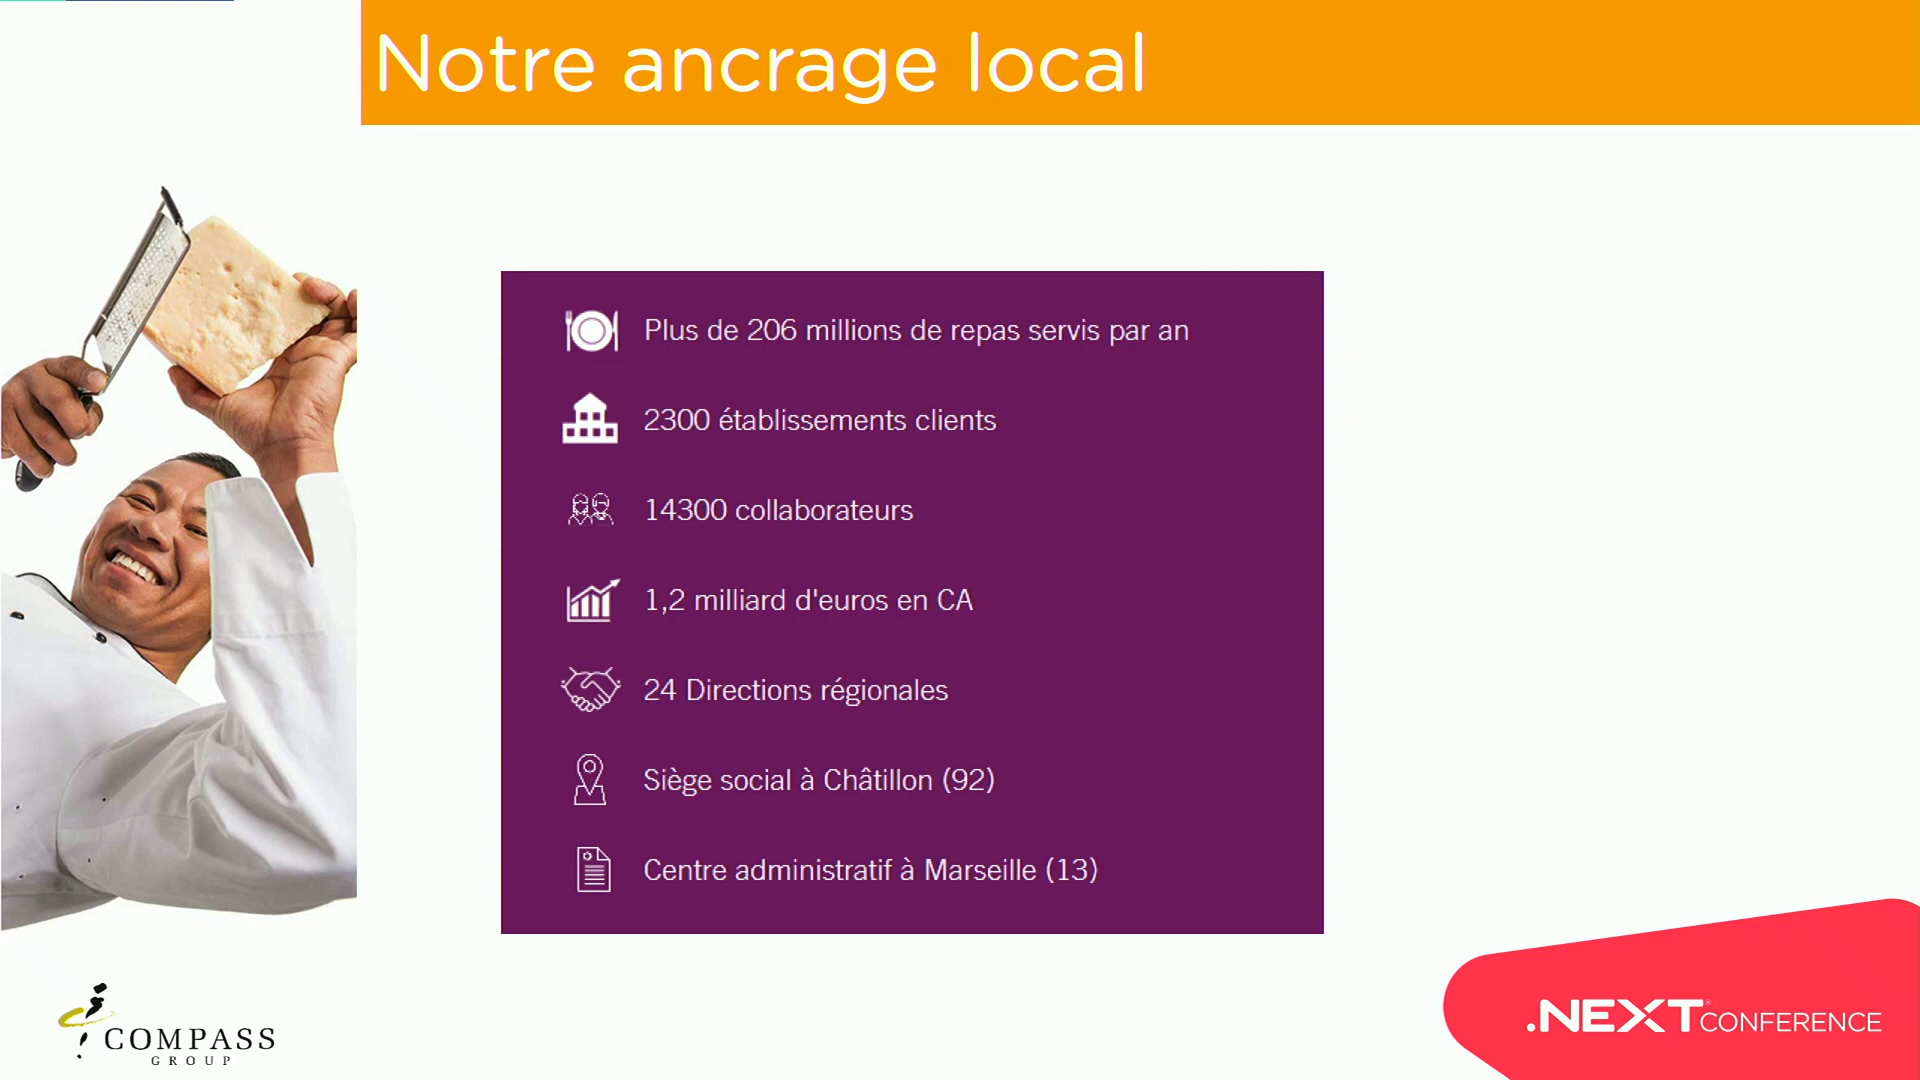 Notre ancrage local
Plus de 206 millions de repas servis par an
2300 établissements clients
14300 collaborateurs
1,2 milliard d'euros en CA
24 Directions régionales
Siège social à Châtillon (92)
Centre administratif à Marseille (13)
COMPASS
GROUP
.NEXT CONFERENCE